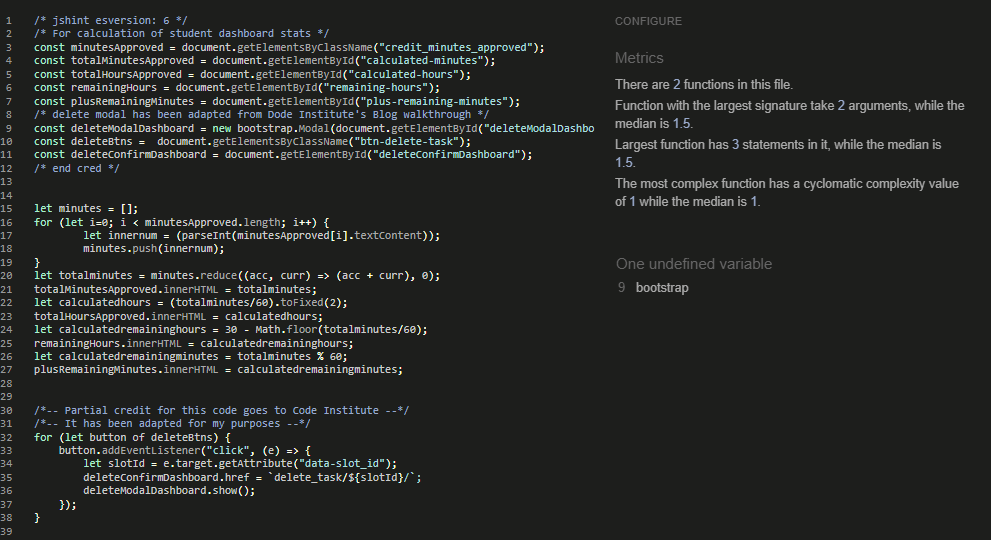 1 /* jshint esversion: 6 */
2 /* For calculation of student dashboard stats */
3 const minutesApproved = document.getElementsByClassName("credit_minutes_approved");
4 const totalMinutesApproved = document.getElementById("calculated-minutes");
5 const totalHoursApproved = document.getElementById("calculated-hours");
6 const remainingHours = document.getElementById("remaining-hours");
7 const plusRemainingMinutes = document.getElementById("plus-remaining-minutes");
8 /* delete modal has been adapted from Dode Institute's Blog walkthrough */
9 const deleteModalDashboard = new bootstrap.Modal(document.getElementById("deleteModalDashbo
10 const deleteBtns =  document.getElementsByClassName("btn-delete-task");
11 const deleteConfirmDashboard = document.getElementById("deleteConfirmDashboard");
12 /* end cred */
13
14
15 let minutes = [];
16 for (let i=0; i < minutesApproved.length; i++) {
17         let innernum = (parseInt(minutesApproved[i].textContent));
18         minutes.push(innernum);
19 }
20 let totalminutes = minutes.reduce((acc, curr) => (acc + curr), 0);
21 totalMinutesApproved.innerHTML = totalminutes;
22 let calculatedhours = (totalminutes/60).toFixed(2);
23 totalHoursApproved.innerHTML = calculatedhours;
24 let calculatedremaininghours = 30 - Math.floor(totalminutes/60);
25 remainingHours.innerHTML = calculatedremaininghours;
26 let calculatedremainingminutes = totalminutes % 60;
27 plusRemainingMinutes.innerHTML = calculatedremainingminutes;
28
29
30 /*-- Partial credit for this code goes to Code Institute --*/
31 /*-- It has been adapted for my purposes --*/
32 for (let button of deleteBtns) {
33     button.addEventListener("click", (e) => {
34         let slotId = e.target.getAttribute("data-slot_id");
35         deleteConfirmDashboard.href = `delete_task/${slotId}/`;
36         deleteModalDashboard.show();
37     });
38 }
39
CONFIGURE
Metrics
There are 2 functions in this file.
Function with the largest signature take 2 arguments, while the
median is 1.5.
Largest function has 3 statements in it, while the median is
1.5.
The most complex function has a cyclomatic complexity value
of 1 while the median is 1.
One undefined variable
9 bootstrap